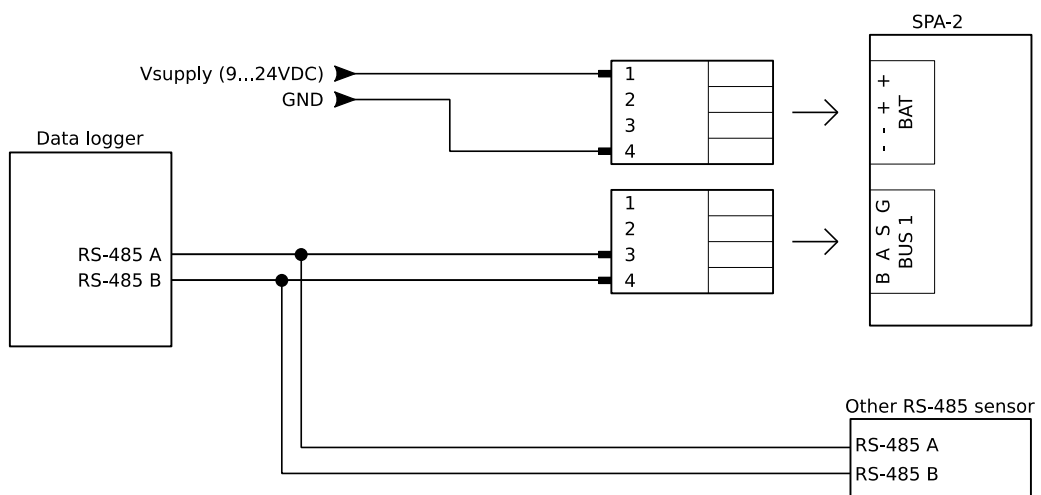 SPA-2
Vsupply (9...24VDC)
GND
1
2
3
4
- - + +
BAT
Data logger
RS-485 A
RS-485 B
1
2
3
4
B A S G
BUS 1
Other RS-485 sensor
RS-485 A
RS-485 B